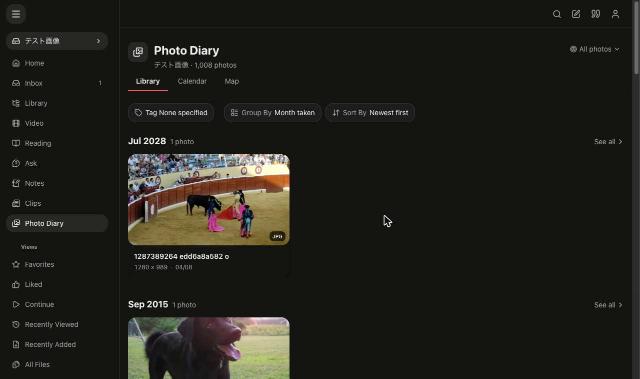 テスト画像
Home
Inbox 1
Library
Video
Reading
Ask
Notes
Clips
Photo Diary
Views
Favorites
Liked
Continue
Recently Viewed
Recently Added
All Files
Photo Diary
テスト画像 · 1,008 photos
All photos
Library Calendar Map
Tag None specified
Group By Month taken
Sort By Newest first
Jul 2028 1 photo
See all
JPG
1287389264 edd6a8a582 o
1280 × 989 · 04/08
Sep 2015 1 photo
See all